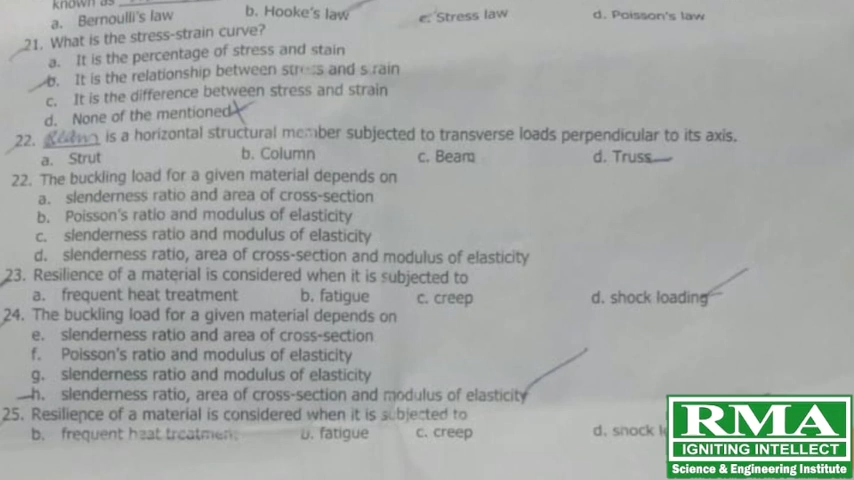 known as
a. Bernoulli's law b. Hooke's law c. Stress law d. Poisson's law
21. What is the stress-strain curve?
a. It is the percentage of stress and stain
b. It is the relationship between stress and strain
c. It is the difference between stress and strain
d. None of the mentioned
22. Beam is a horizontal structural member subjected to transverse loads perpendicular to its axis.
a. Strut b. Column c. Beam d. Truss
22. The buckling load for a given material depends on
a. slenderness ratio and area of cross-section
b. Poisson's ratio and modulus of elasticity
c. slenderness ratio and modulus of elasticity
d. slenderness ratio, area of cross-section and modulus of elasticity
23. Resilience of a material is considered when it is subjected to
a. frequent heat treatment b. fatigue c. creep d. shock loading
24. The buckling load for a given material depends on
e. slenderness ratio and area of cross-section
f. Poisson's ratio and modulus of elasticity
g. slenderness ratio and modulus of elasticity
h. slenderness ratio, area of cross-section and modulus of elasticity
25. Resilience of a material is considered when it is subjected to
b. frequent heat treatment b. fatigue c. creep d. shock
RMA
IGNITING INTELLECT
Science & Engineering Institute